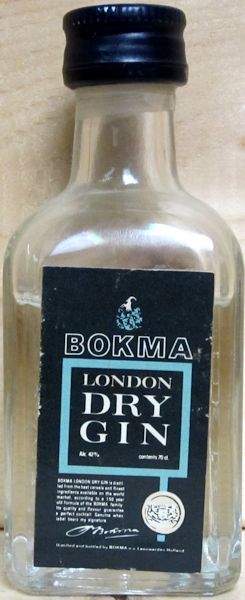 BOKMA
LONDON
DRY
GIN
Alc 42% contents 70 cl.
BOKMA LONDON DRY GIN is distil-
led from the best cereals and finest
ingredients available on the world
market, according to a 150 year
old formula of the BOKMA family
Its quality and flavour guarantee
a perfect cocktail. Genuine when
label bears my signature
P Bokma
Distilled and bottled by BOKMA Leeuwarden Holland